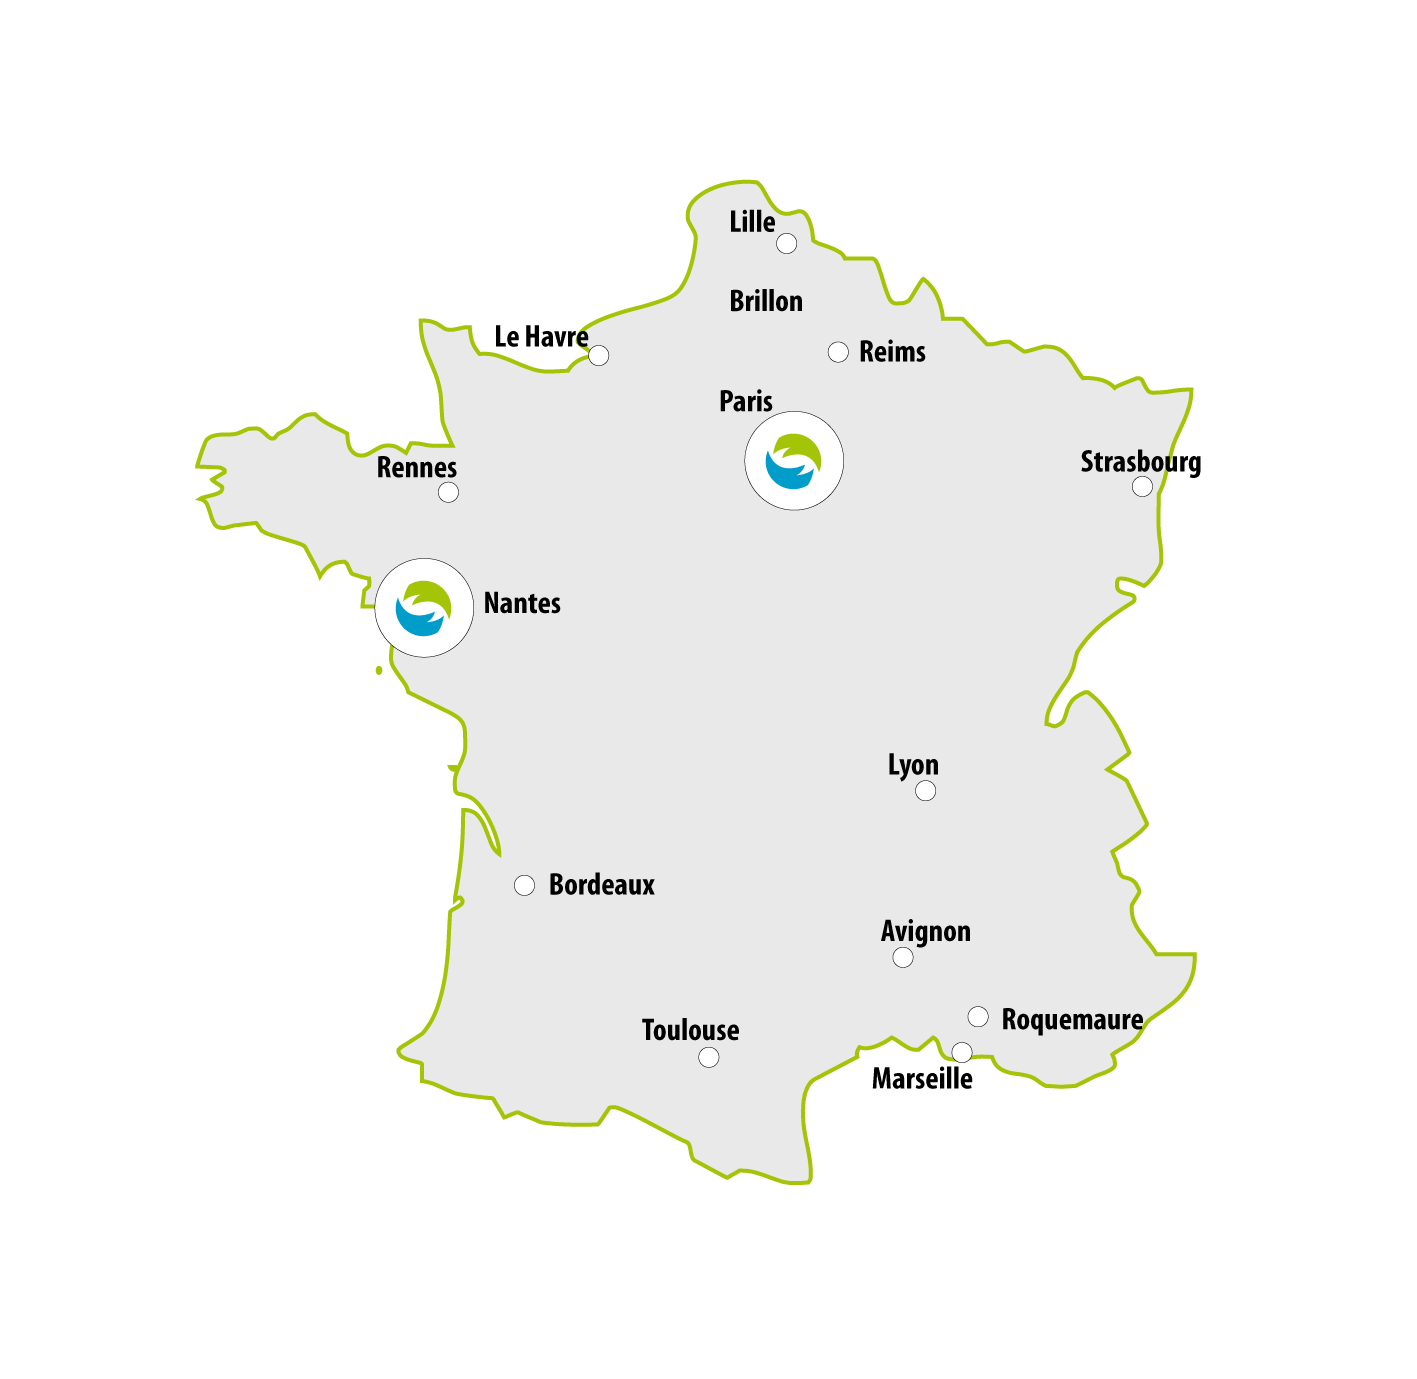 Lille
Brillon
Le Havre
Reims
Paris
Rennes
Strasbourg
Nantes
Lyon
Bordeaux
Avignon
Roquemaure
Toulouse
Marseille